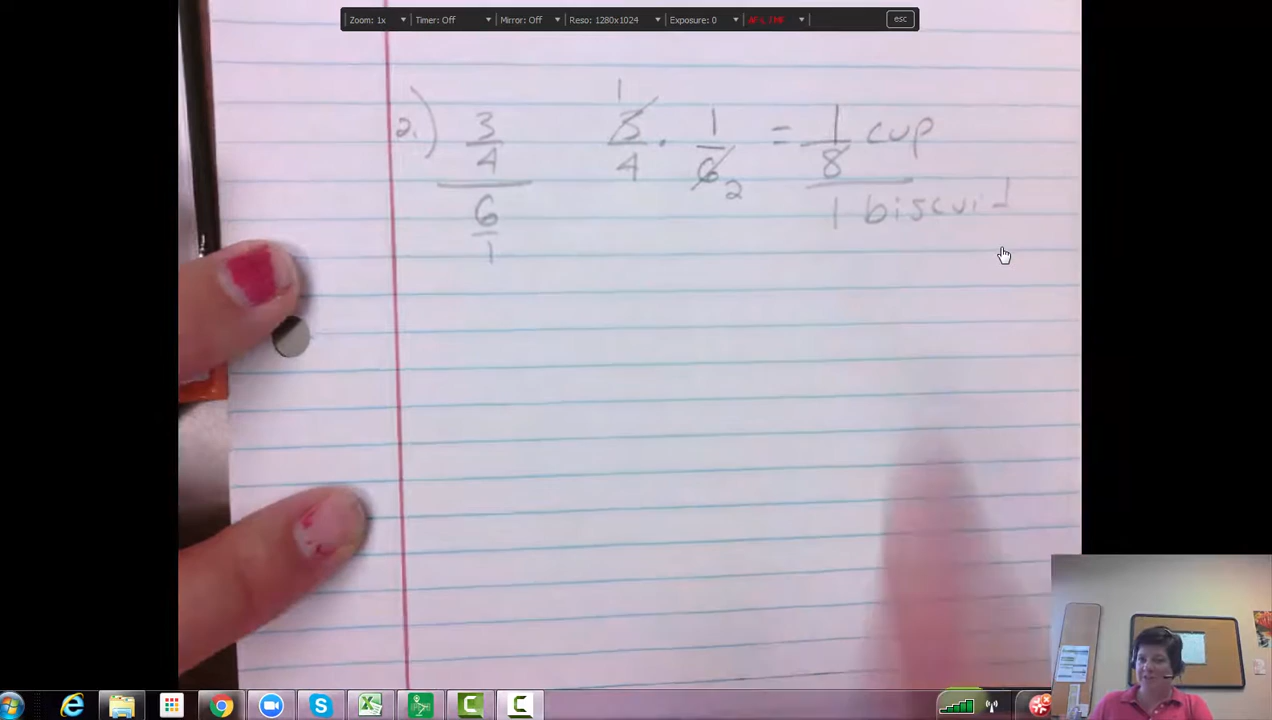 Zoom: 1x Timer: Off Mirror: Off Reso: 1280x1024 Exposure: 0 esc
2.) 3/4 / 6/1 3/4 · 1/6 = 1/8 cup / 1 biscuit
1 2